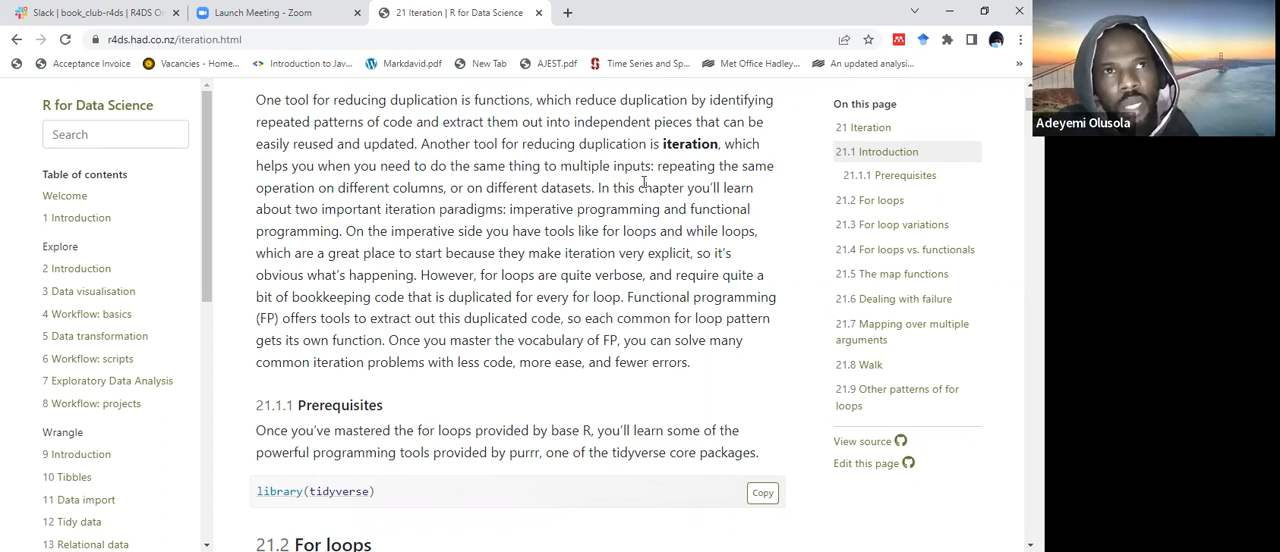 Slack | book_club-r4ds | R4DS O
Launch Meeting - Zoom
21 Iteration | R for Data Science
r4ds.had.co.nz/iteration.html
Acceptance Invoice
Vacancies - Home...
Introduction to Jav...
Markdavid.pdf
New Tab
AJEST.pdf
Time Series and Sp...
Met Office Hadley...
An updated analysi...
R for Data Science
Search
Table of contents
Welcome
1 Introduction
Explore
2 Introduction
3 Data visualisation
4 Workflow: basics
5 Data transformation
6 Workflow: scripts
7 Exploratory Data Analysis
8 Workflow: projects
Wrangle
9 Introduction
10 Tibbles
11 Data import
12 Tidy data
13 Relational data
One tool for reducing duplication is functions, which reduce duplication by identifying
repeated patterns of code and extract them out into independent pieces that can be
easily reused and updated. Another tool for reducing duplication is iteration, which
helps you when you need to do the same thing to multiple inputs: repeating the same
operation on different columns, or on different datasets. In this chapter you'll learn
about two important iteration paradigms: imperative programming and functional
programming. On the imperative side you have tools like for loops and while loops,
which are a great place to start because they make iteration very explicit, so it's
obvious what's happening. However, for loops are quite verbose, and require quite a
bit of bookkeeping code that is duplicated for every for loop. Functional programming
(FP) offers tools to extract out this duplicated code, so each common for loop pattern
gets its own function. Once you master the vocabulary of FP, you can solve many
common iteration problems with less code, more ease, and fewer errors.
21.1.1 Prerequisites
Once you've mastered the for loops provided by base R, you'll learn some of the
powerful programming tools provided by purrr, one of the tidyverse core packages.
library(tidyverse)
Copy
21.2 For loops
On this page
21 Iteration
21.1 Introduction
21.1.1 Prerequisites
21.2 For loops
21.3 For loop variations
21.4 For loops vs. functionals
21.5 The map functions
21.6 Dealing with failure
21.7 Mapping over multiple
arguments
21.8 Walk
21.9 Other patterns of for
loops
View source
Edit this page
Adeyemi Olusola